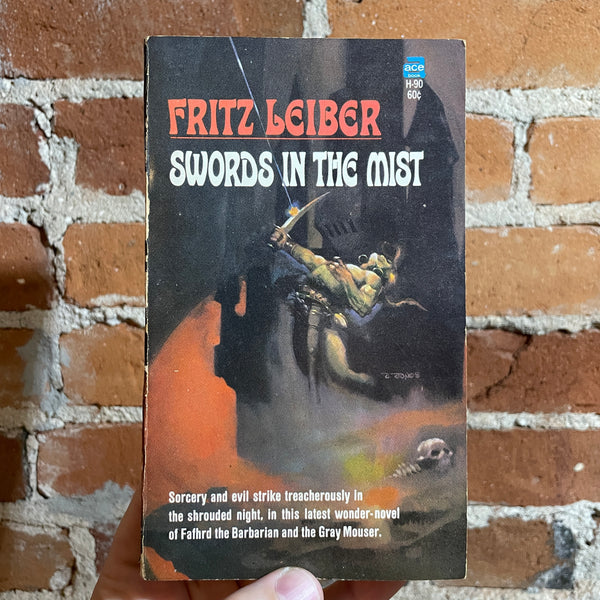 ace
book
H-90
60¢
FRITZ LEIBER
SWORDS IN THE MIST
J. JONES
Sorcery and evil strike treacherously in
the shrouded night, in this latest wonder-novel
of Fafhrd the Barbarian and the Gray Mouser.